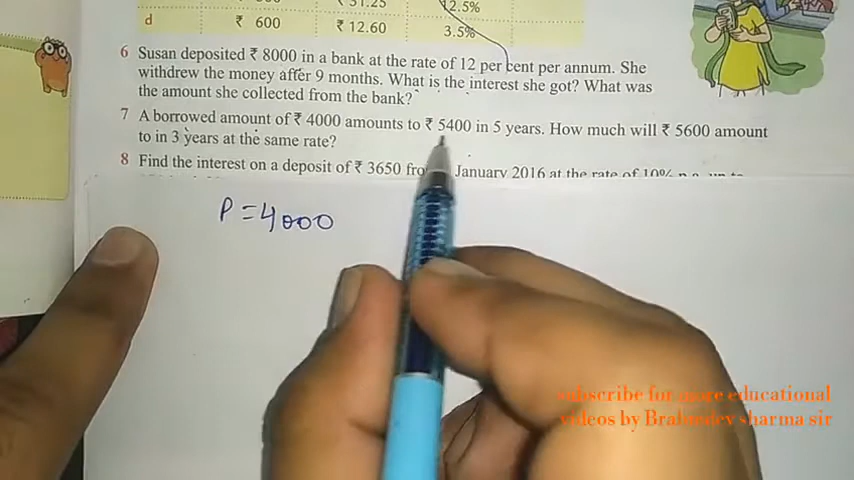 12.5%
d ₹ 600 ₹ 12.60 3.5%
6 Susan deposited ₹ 8000 in a bank at the rate of 12 per cent per annum. She
withdrew the money after 9 months. What is the interest she got? What was
the amount she collected from the bank?
7 A borrowed amount of ₹ 4000 amounts to ₹ 5400 in 5 years. How much will ₹ 5600 amount
to in 3 years at the same rate?
8 Find the interest on a deposit of ₹ 3650 January 2016 at the rate of 10%
P = 4000
subscribe for more educational
videos by Brahmdev sharma sir